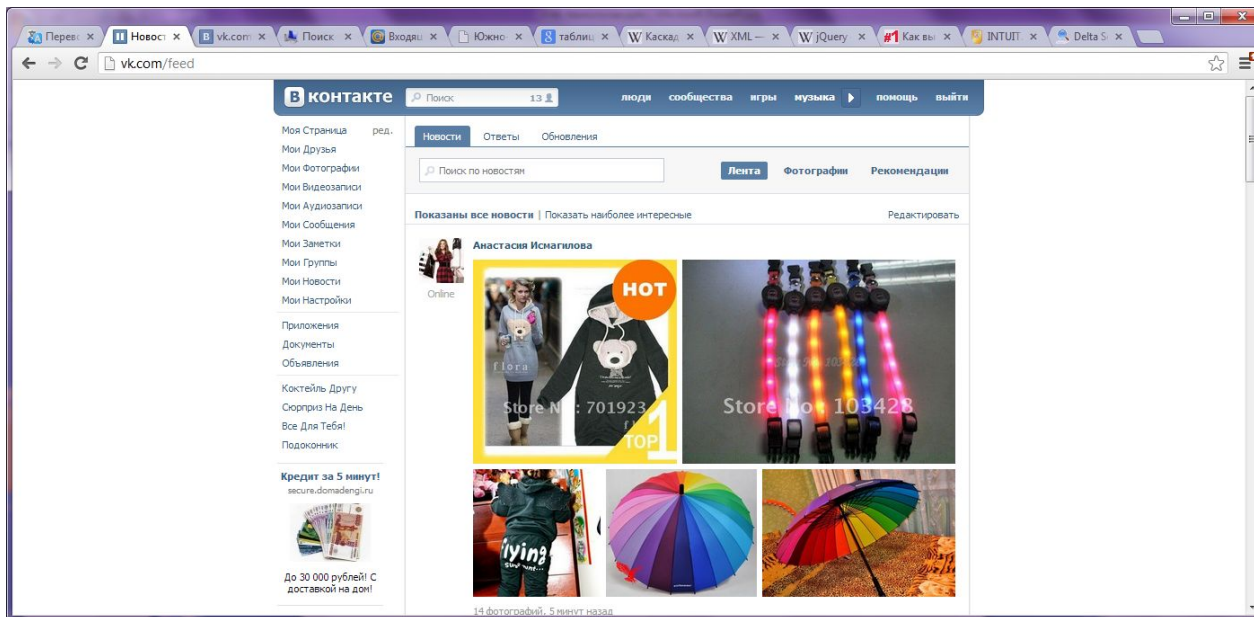 Новост
vk.com
Поиск
Входящ
Южно
таблиц
Каскад
XML —
jQuery
#1 Как вы
INTUIT
vk.com/feed
В контакте
Поиск 13
люди сообщества игры музыка помощь выйти
Моя Страница ред.
Мои Друзья
Мои Фотографии
Мои Видеозаписи
Мои Аудиозаписи
Мои Сообщения
Мои Заметки
Мои Группы
Мои Новости
Мои Настройки
Приложения
Документы
Объявления
Коктейль Другу
Сюрприз На День
Все Для Тебя!
Подоконник
Кредит за 5 минут!
secure.domadengi.ru
До 30 000 рублей! С
доставкой на дом!
Новости Ответы Обновления
Поиск по новостям
Лента Фотографии Рекомендации
Показаны все новости | Показать наиболее интересные Редактировать
Анастасия Исмагилова
Online
HOT
flora
Store No: 701923
TOP 1
Store No: 103428
flying
14 фотографий, 5 минут назад